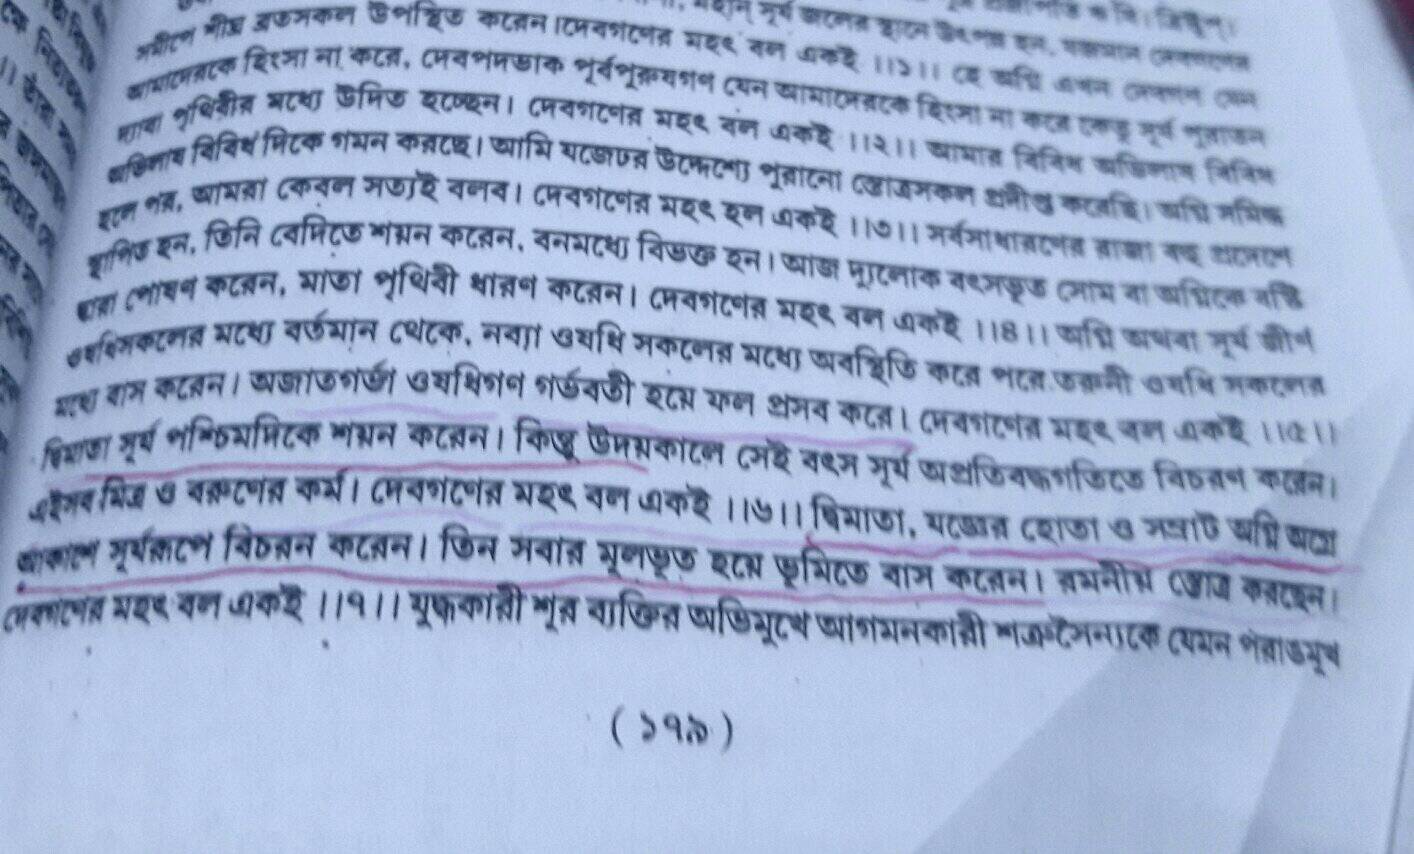 সূর্য জলের স্থানে উৎপন্ন হন, যজমান দেবগণের
সমীপে শীঘ্র ব্রতসকল উপস্থিত করেন।দেবগণের মহৎ বল একই ।।১।। হে অগ্নি এখন দেবগণ যেন
আমাদেরকে হিংসা না করে, দেবপদভাক পূর্বপুরুষগণ যেন আমাদেরকে হিংসা না করে কেতু সূর্য পুরাতন
দ্যাবা পৃথিবীর মধ্যে উদিত হচ্ছেন। দেবগণের মহৎ বল একই ।।২।। আমার বিবিধ অভিলাষ বিবিধ
অভিলাষ বিবিধ দিকে গমন করছে। আমি যজ্ঞের উদ্দেশ্যে পুরানো স্তোত্রসকল প্রদীপ্ত করেছি। অগ্নি সমিদ্ধ
হলে পর, আমরা কেবল সত্যই বলব। দেবগণের মহৎ হল একই ।।৩।। সর্বসাধারণের রাজা বহু প্রদেশে
স্থাপিত হন, তিনি বেদিতে শয়ন করেন, বনমধ্যে বিভক্ত হন। আজ দ্যুলোক বৎসভূত সোম বা অগ্নিকে বৃষ্টি
দ্বারা পোষণ করেন, মাতা পৃথিবী ধারণ করেন। দেবগণের মহৎ বল একই ।।৪।। অগ্নি অথবা সূর্য জীর্ণ
ওষধিসকলের মধ্যে বর্তমান থেকে, নব্যা ওষধি সকলের মধ্যে অবস্থিতি করে পরে তরুনী ওষধি সকলের
মধ্যে বাস করেন। অজাতগর্ভা ওষধিগণ গর্ভবতী হয়ে ফল প্রসব করে। দেবগণের মহৎ বল একই ।।৫।।
দ্বিমাতা সূর্য পশ্চিমদিকে শয়ন করেন। কিন্তু উদয়কালে সেই বৎস সূর্য অপ্রতিবন্ধগতিতে বিচরণ করেন।
এইসব মিত্র ও বরুণের কর্ম। দেবগণের মহৎ বল একই ।।৬।। দ্বিমাতা, যজ্ঞের হোতা ও সম্রাট অগ্নি অগ্রে
আকাশে সূর্যরূপে বিচরন করেন। তিন সবার মূলভূত হয়ে ভূমিতে বাস করেন। রমনীয় স্তোত্র করছেন।
দেবগণের মহৎ বল একই ।।৭।। যুদ্ধকারী শূর ব্যক্তির অভিমুখে আগমনকারী শত্রুসৈন্যকে যেমন পরাঙমুখ
(১৭৯)